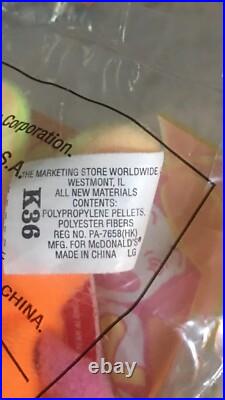 Corporation.
S.A.
THE MARKETING STORE WORLDWIDE
WESTMONT, IL
ALL NEW MATERIALS
CONTENTS:
POLYPROPYLENE PELLETS,
POLYESTER FIBERS
REG NO. PA-7658(HK)
MFG. FOR McDONALD'S®
MADE IN CHINA LG
K36
CHINA.